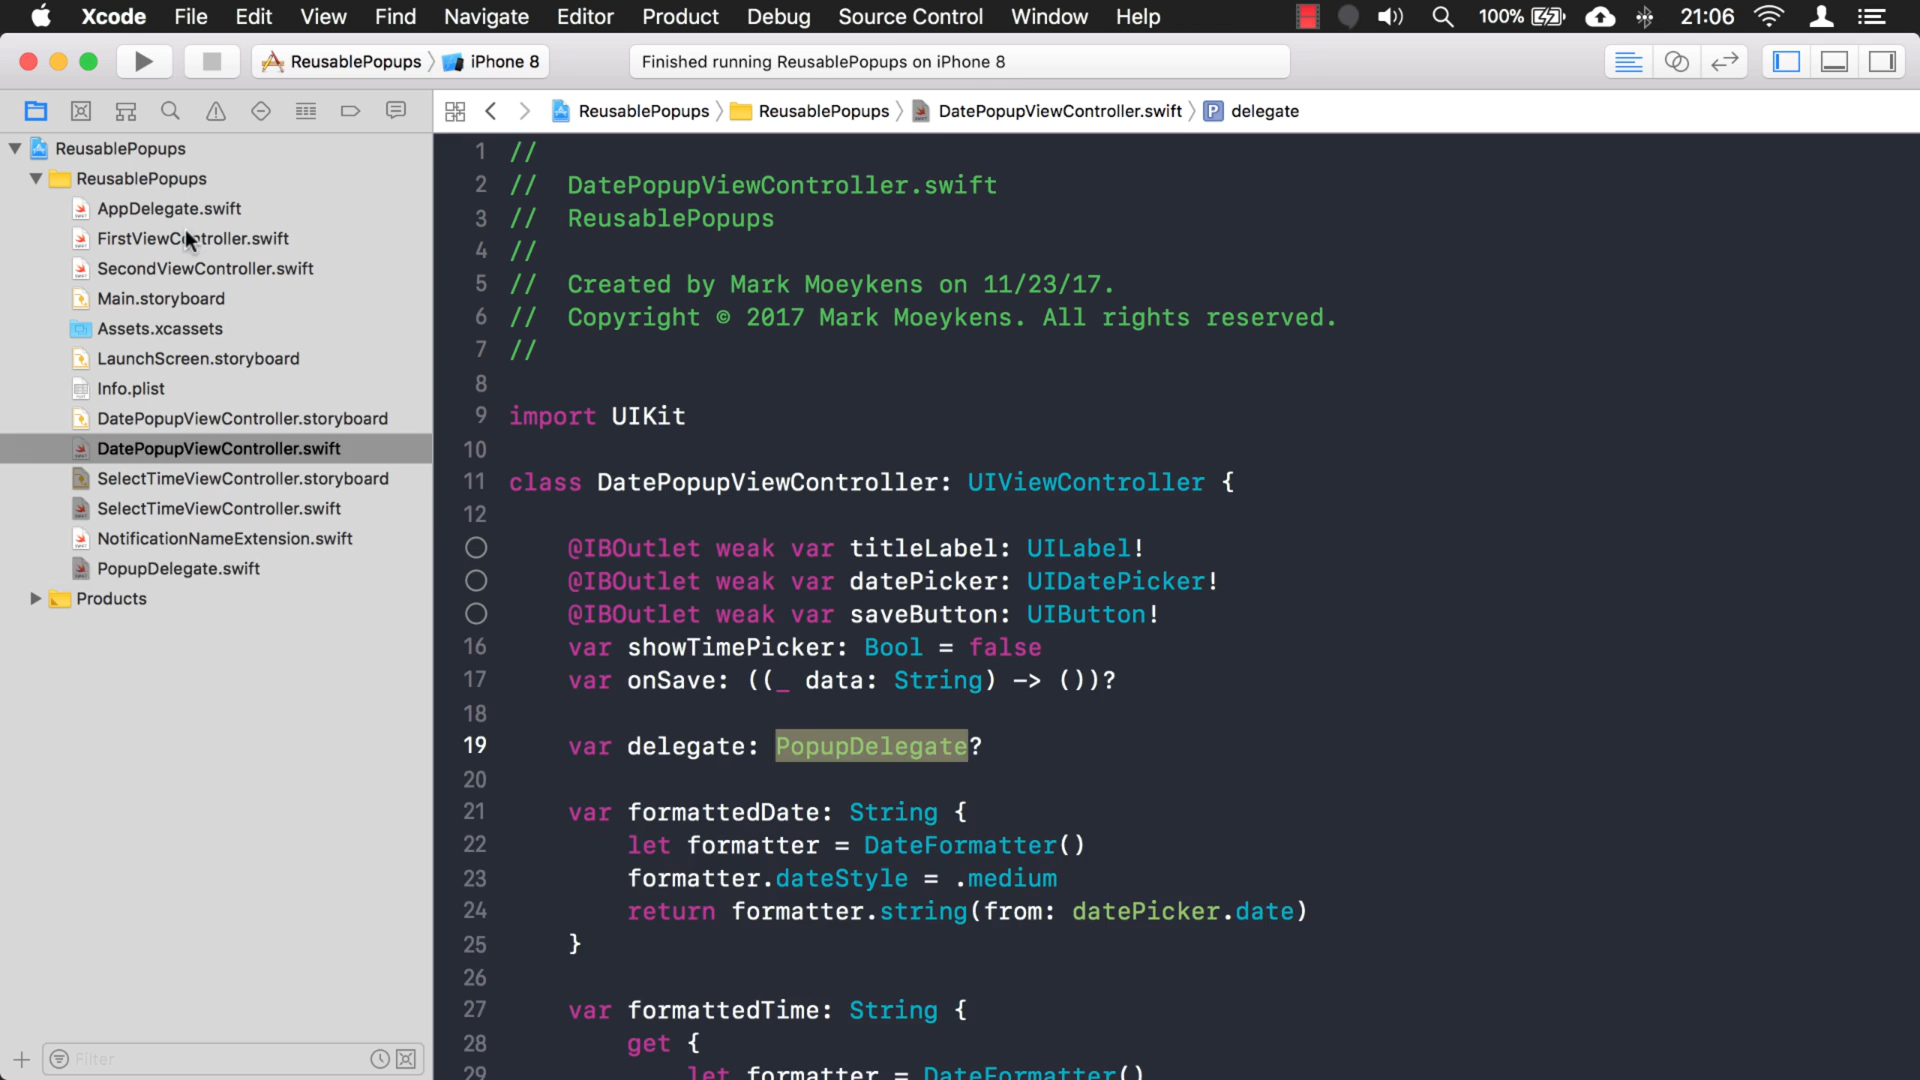 Xcode File Edit View Find Navigate Editor Product Debug Source Control Window Help 100% 21:06
ReusablePopups iPhone 8 Finished running ReusablePopups on iPhone 8
ReusablePopups ReusablePopups DatePopupViewController.swift P delegate
ReusablePopups
ReusablePopups
AppDelegate.swift
FirstViewController.swift
SecondViewController.swift
Main.storyboard
Assets.xcassets
LaunchScreen.storyboard
Info.plist
DatePopupViewController.storyboard
DatePopupViewController.swift
SelectTimeViewController.storyboard
SelectTimeViewController.swift
NotificationNameExtension.swift
PopupDelegate.swift
Products
Filter
1 //
2 // DatePopupViewController.swift
3 // ReusablePopups
4 //
5 // Created by Mark Moeykens on 11/23/17.
6 // Copyright © 2017 Mark Moeykens. All rights reserved.
7 //
8
9 import UIKit
10
11 class DatePopupViewController: UIViewController {
12
@IBOutlet weak var titleLabel: UILabel!
@IBOutlet weak var datePicker: UIDatePicker!
@IBOutlet weak var saveButton: UIButton!
16 var showTimePicker: Bool = false
17 var onSave: ((_ data: String) -> ())?
18
19 var delegate: PopupDelegate?
20
21 var formattedDate: String {
22 let formatter = DateFormatter()
23 formatter.dateStyle = .medium
24 return formatter.string(from: datePicker.date)
25 }
26
27 var formattedTime: String {
28 get {
29 let formatter = DateFormatter()